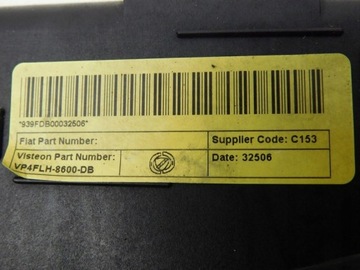 *939FDB00032506*
Fiat Part Number:
Supplier Code: C153
Visteon Part Number:
Date: 32506
VP4FLH-8600-DB